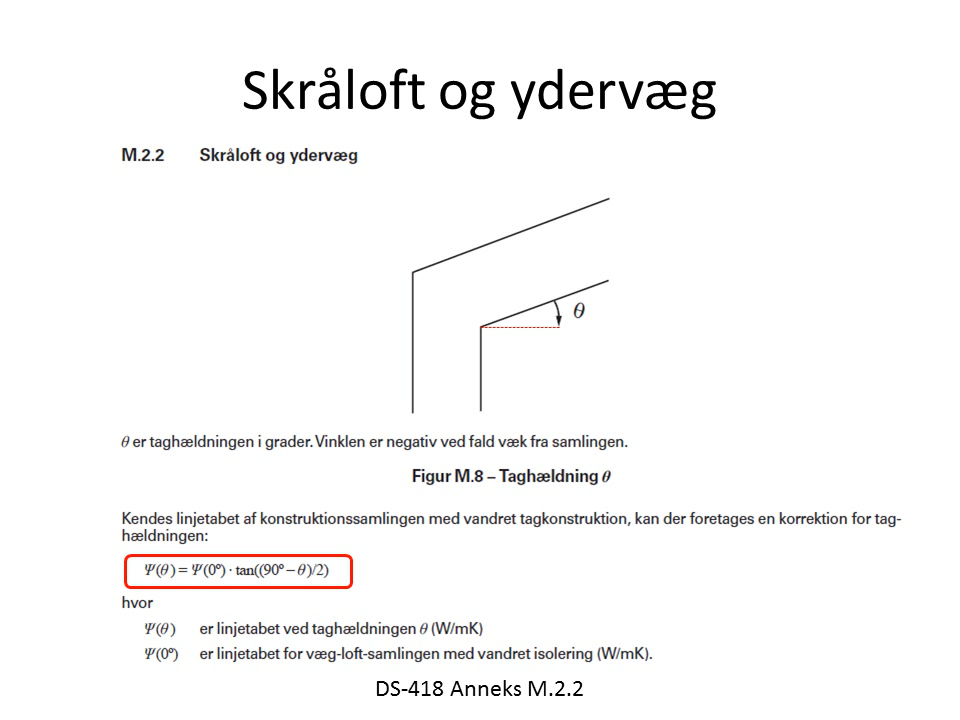 Skråloft og ydervæg
M.2.2 Skråloft og ydervæg
θ
θ er taghældningen i grader. Vinklen er negativ ved fald væk fra samlingen.
Figur M.8 – Taghældning θ
Kendes linjetabet af konstruktionssamlingen med vandret tagkonstruktion, kan der foretages en korrektion for tag-
hældningen:
Ψ(θ) = Ψ(0º) · tan((90º – θ)/2)
hvor
Ψ(θ) er linjetabet ved taghældningen θ (W/mK)
Ψ(0º) er linjetabet for væg-loft-samlingen med vandret isolering (W/mK).
DS-418 Anneks M.2.2